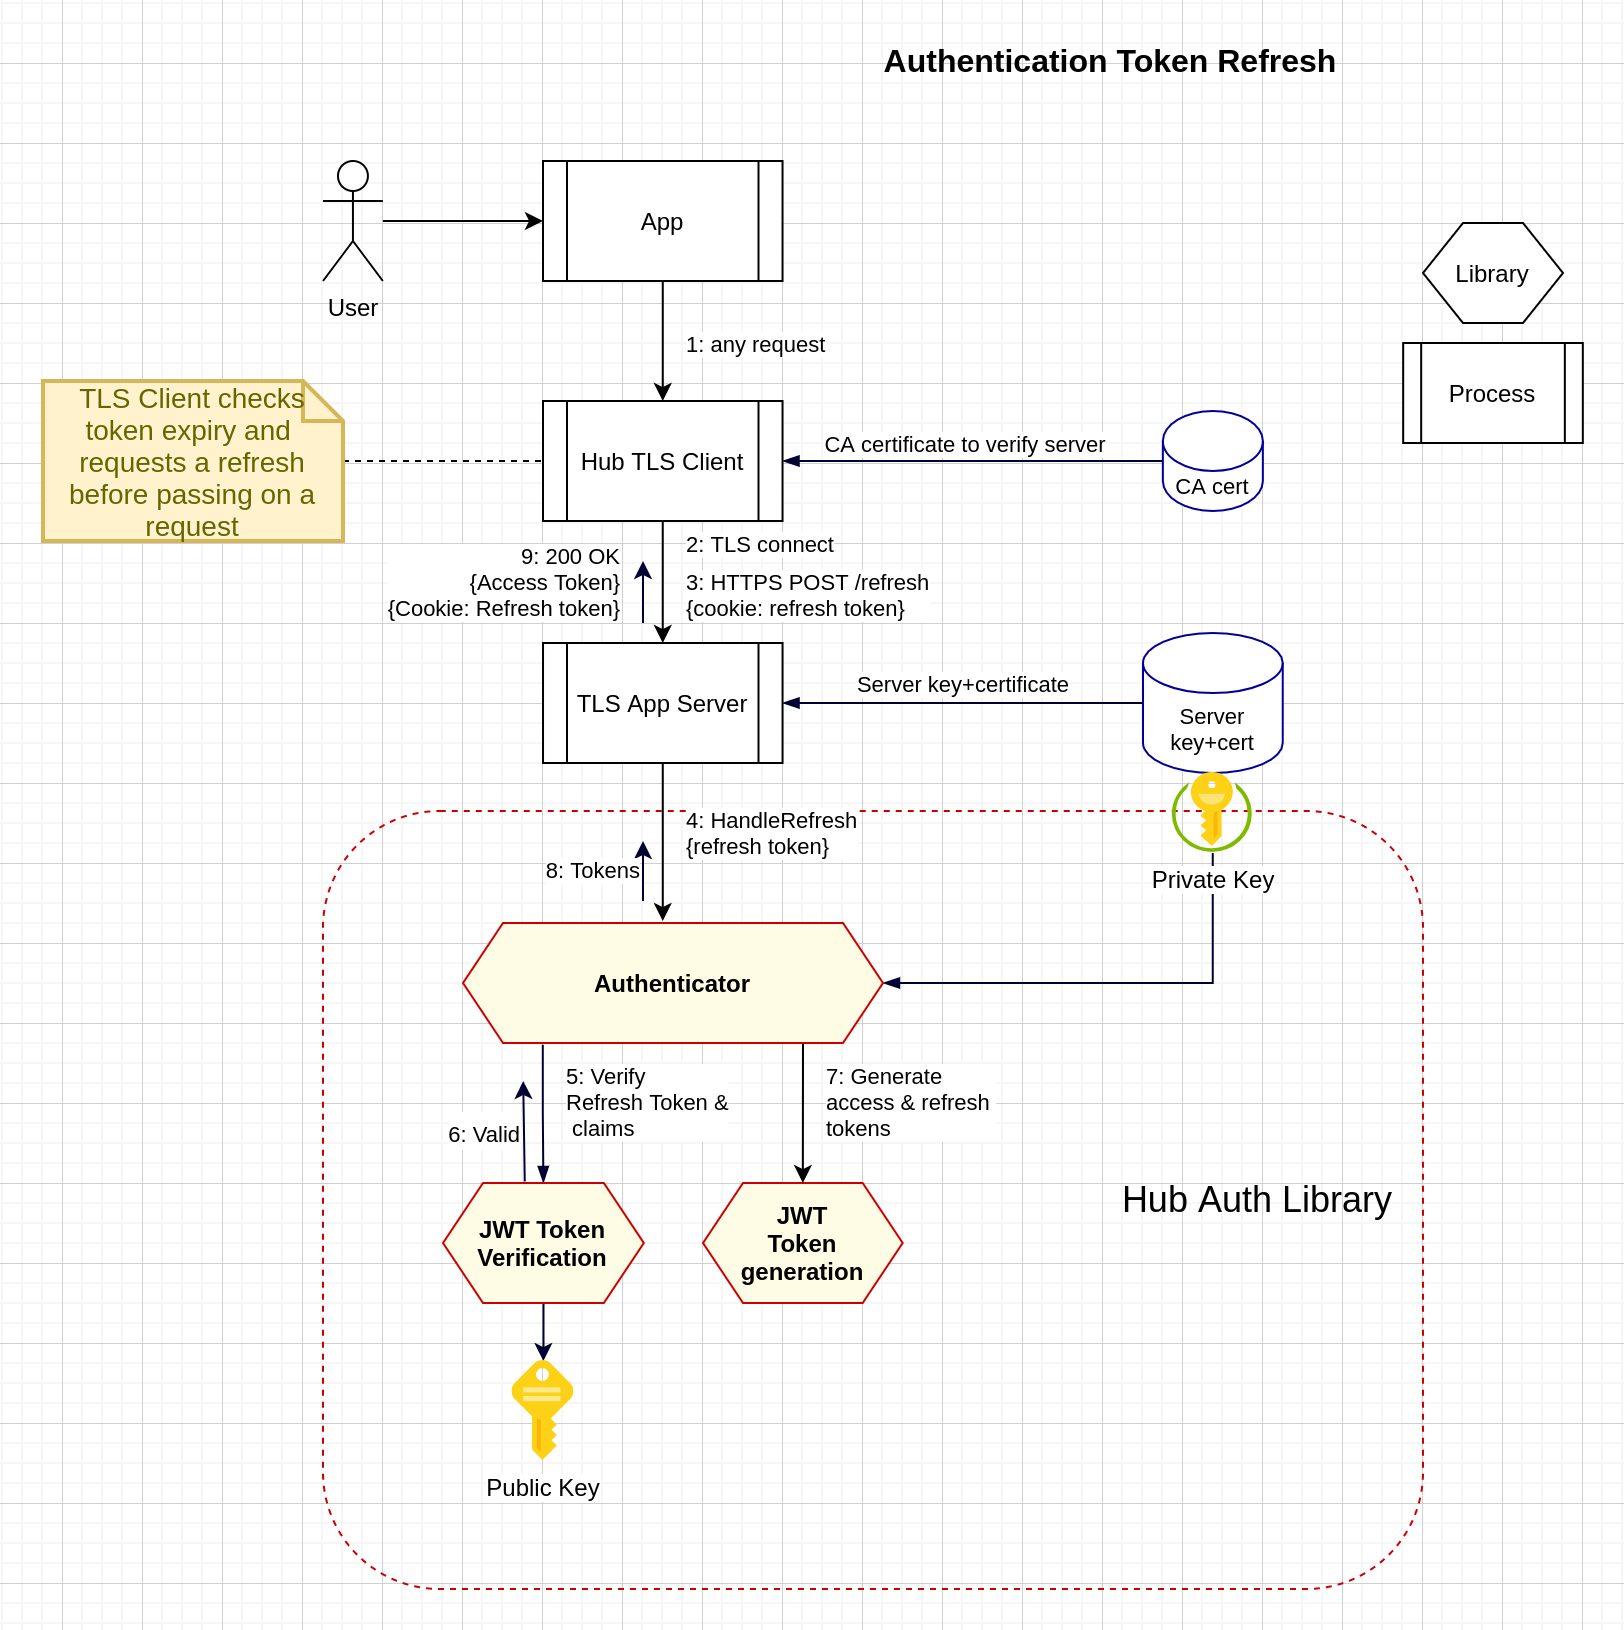 Authentication Token Refresh
App
User
Library
1: any request
Process
TLS Client checks
token expiry and
requests a refresh
before passing on a
request
Hub TLS Client
CA certificate to verify server
CA cert
2: TLS connect
9: 200 OK
{Access Token}
{Cookie: Refresh token}
3: HTTPS POST /refresh
{cookie: refresh token}
TLS App Server
Server key+certificate
Server
key+cert
4: HandleRefresh
{refresh token}
8: Tokens
Private Key
Authenticator
5: Verify
Refresh Token &
claims
6: Valid
7: Generate
access & refresh
tokens
Hub Auth Library
JWT Token
Verification
JWT
Token
generation
Public Key